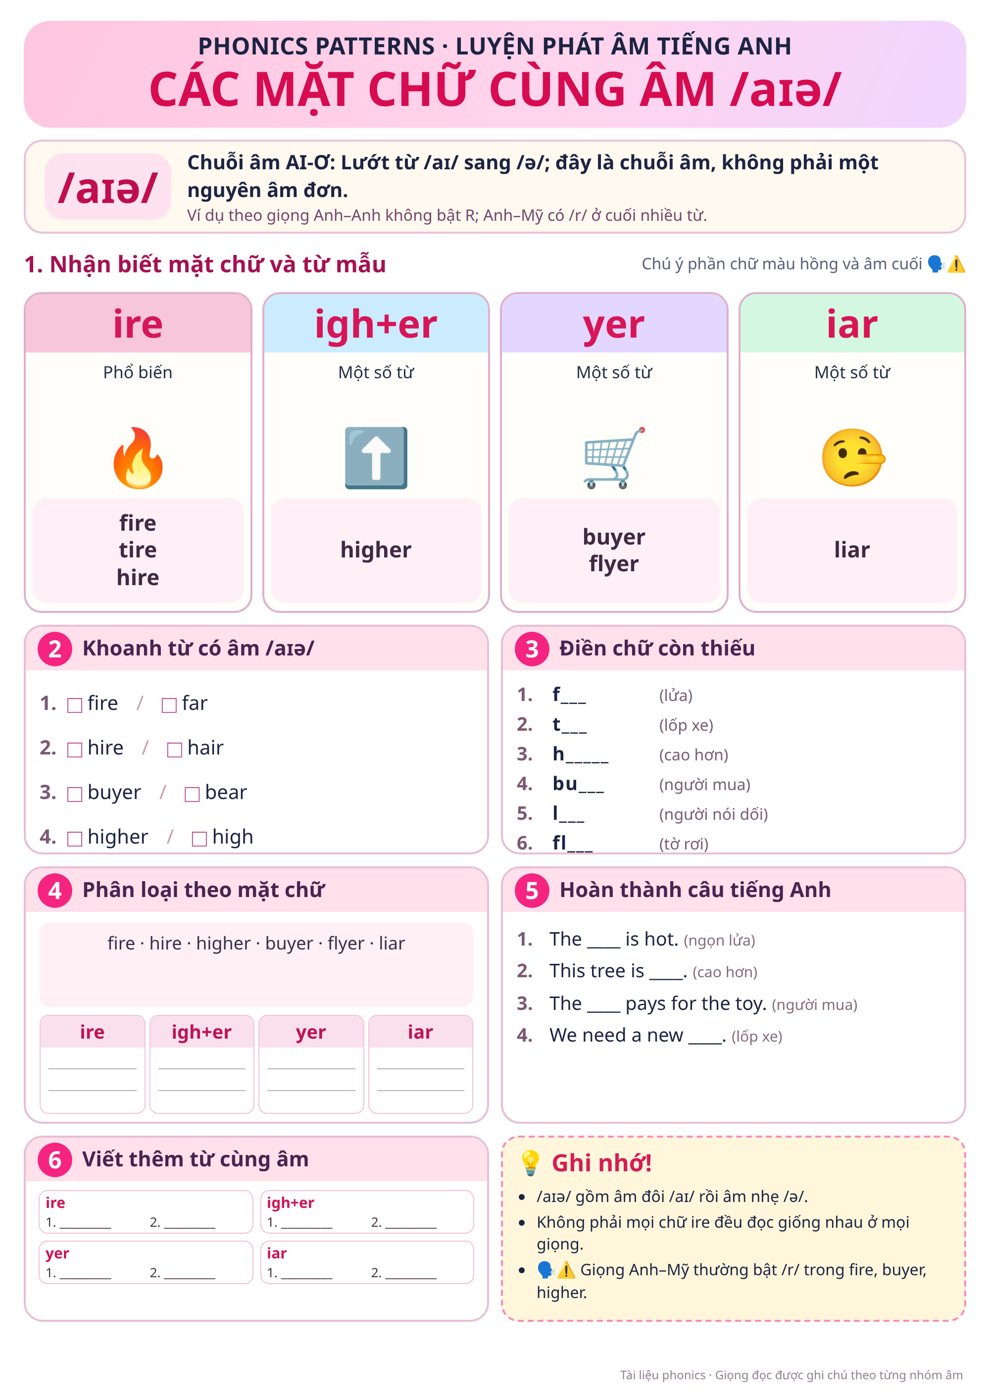 PHONICS PATTERNS · LUYỆN PHÁT ÂM TIẾNG ANH
CÁC MẶT CHỮ CÙNG ÂM /aɪə/
/aɪə/
Chuỗi âm AI-Ơ: Lướt từ /aɪ/ sang /ə/; đây là chuỗi âm, không phải một
nguyên âm đơn.
Ví dụ theo giọng Anh–Anh không bật R; Anh–Mỹ có /r/ ở cuối nhiều từ.
1. Nhận biết mặt chữ và từ mẫu
Chú ý phần chữ màu hồng và âm cuối 🗣️⚠️
ire
Phổ biến
fire
tire
hire
igh+er
Một số từ
higher
yer
Một số từ
buyer
flyer
iar
Một số từ
liar
2 Khoanh từ có âm /aɪə/
1. □ fire / □ far
2. □ hire / □ hair
3. □ buyer / □ bear
4. □ higher / □ high
3 Điền chữ còn thiếu
1. f___ (lửa)
2. t___ (lốp xe)
3. h_____ (cao hơn)
4. bu___ (người mua)
5. l___ (người nói dối)
6. fl___ (tờ rơi)
4 Phân loại theo mặt chữ
fire · hire · higher · buyer · flyer · liar
ire igh+er yer iar
5 Hoàn thành câu tiếng Anh
1. The ____ is hot. (ngọn lửa)
2. This tree is ____. (cao hơn)
3. The ____ pays for the toy. (người mua)
4. We need a new ____. (lốp xe)
6 Viết thêm từ cùng âm
ire
1. ________ 2. ________
igh+er
1. ________ 2. ________
yer
1. ________ 2. ________
iar
1. ________ 2. ________
💡 Ghi nhớ!
• /aɪə/ gồm âm đôi /aɪ/ rồi âm nhẹ /ə/.
• Không phải mọi chữ ire đều đọc giống nhau ở mọi
giọng.
• 🗣️⚠️ Giọng Anh–Mỹ thường bật /r/ trong fire, buyer,
higher.
Tài liệu phonics · Giọng đọc được ghi chú theo từng nhóm âm